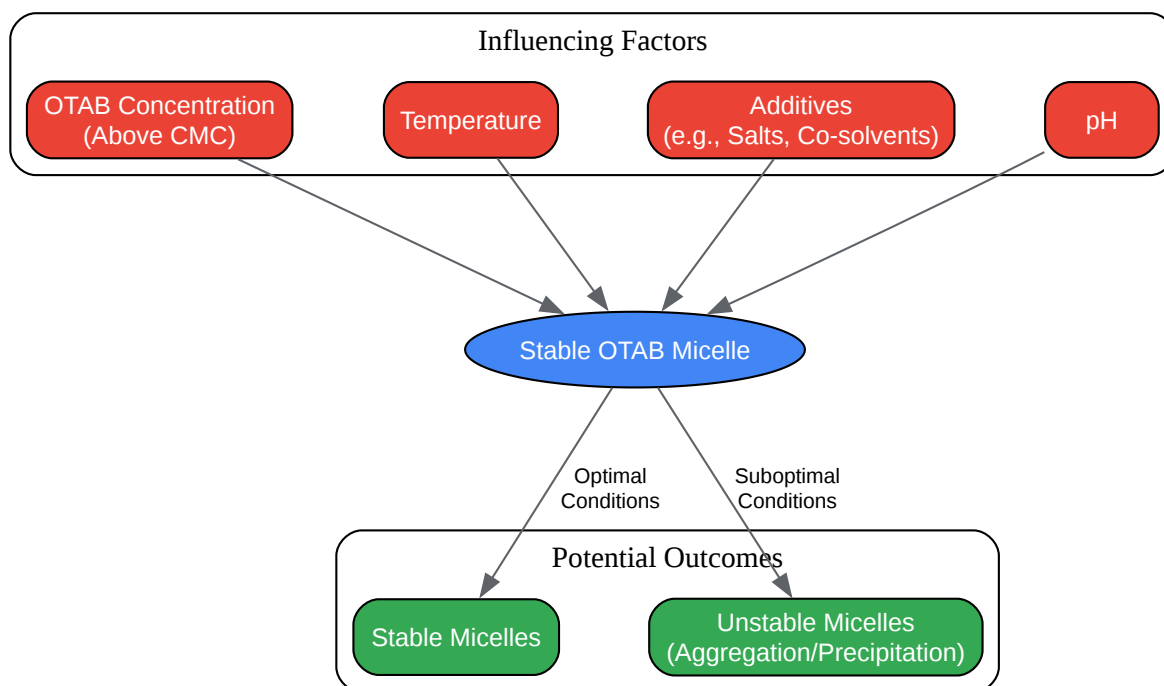 Influencing Factors
OTAB Concentration
(Above CMC)
Temperature
Additives
(e.g., Salts, Co-solvents)
pH
Stable OTAB Micelle
Optimal
Conditions
Suboptimal
Conditions
Potential Outcomes
Stable Micelles
Unstable Micelles
(Aggregation/Precipitation)